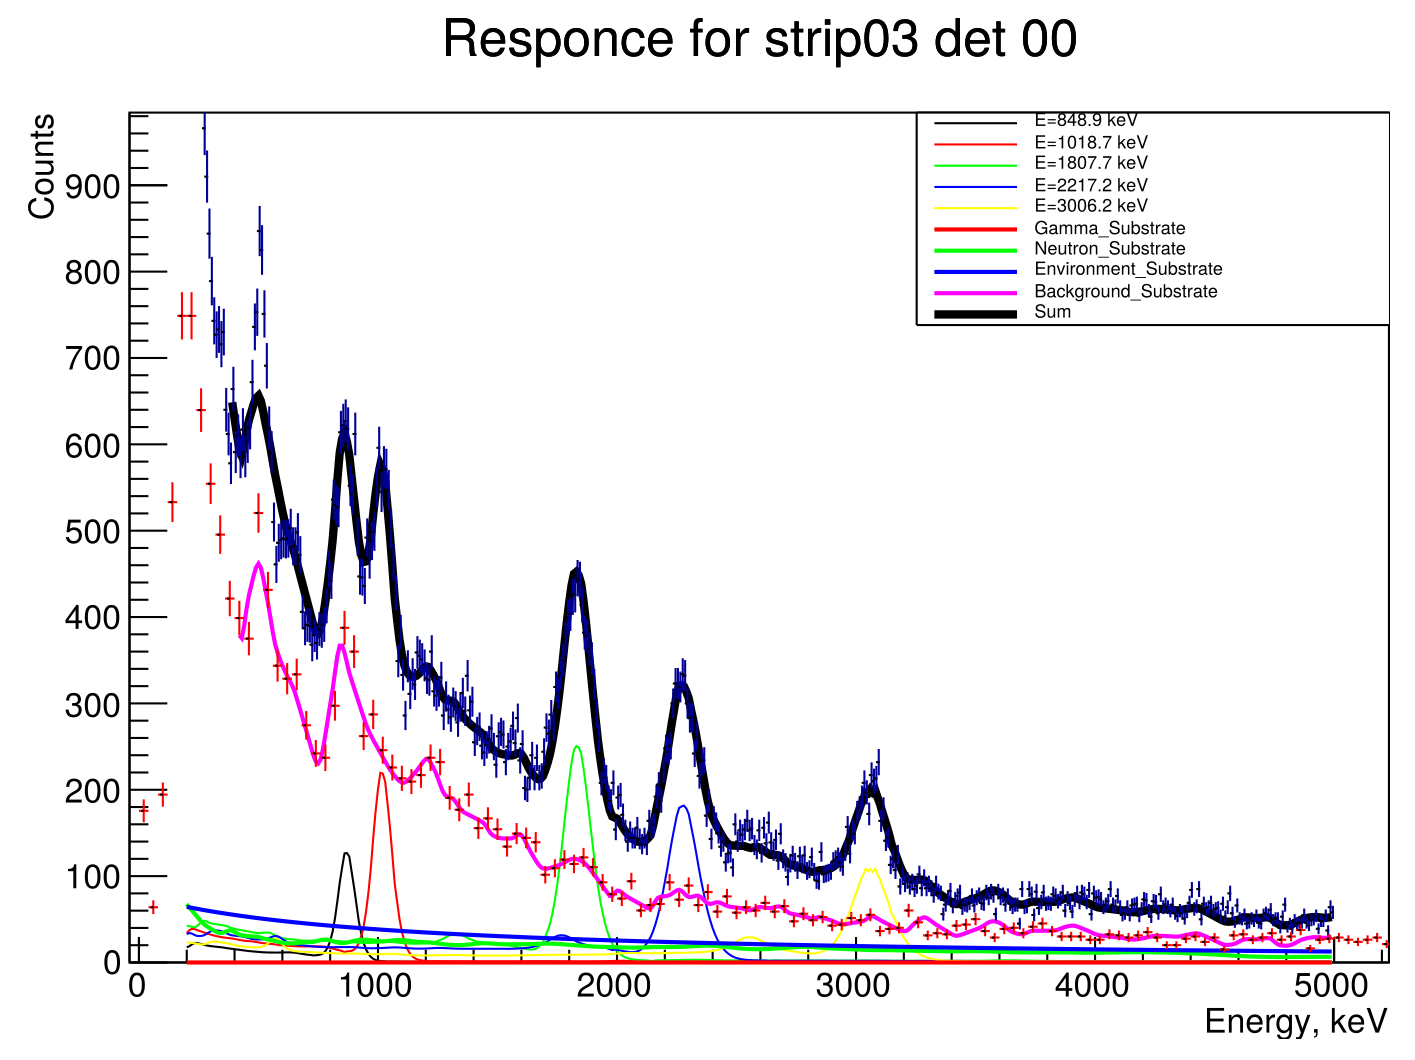 Responce for strip03 det 00
Counts
E=848.9 keV
E=1018.7 keV
E=1807.7 keV
E=2217.2 keV
E=3006.2 keV
Gamma_Substrate
Neutron_Substrate
Environment_Substrate
Background_Substrate
Sum
900
800
700
600
500
400
300
200
100
0
0 1000 2000 3000 4000 5000
Energy, keV